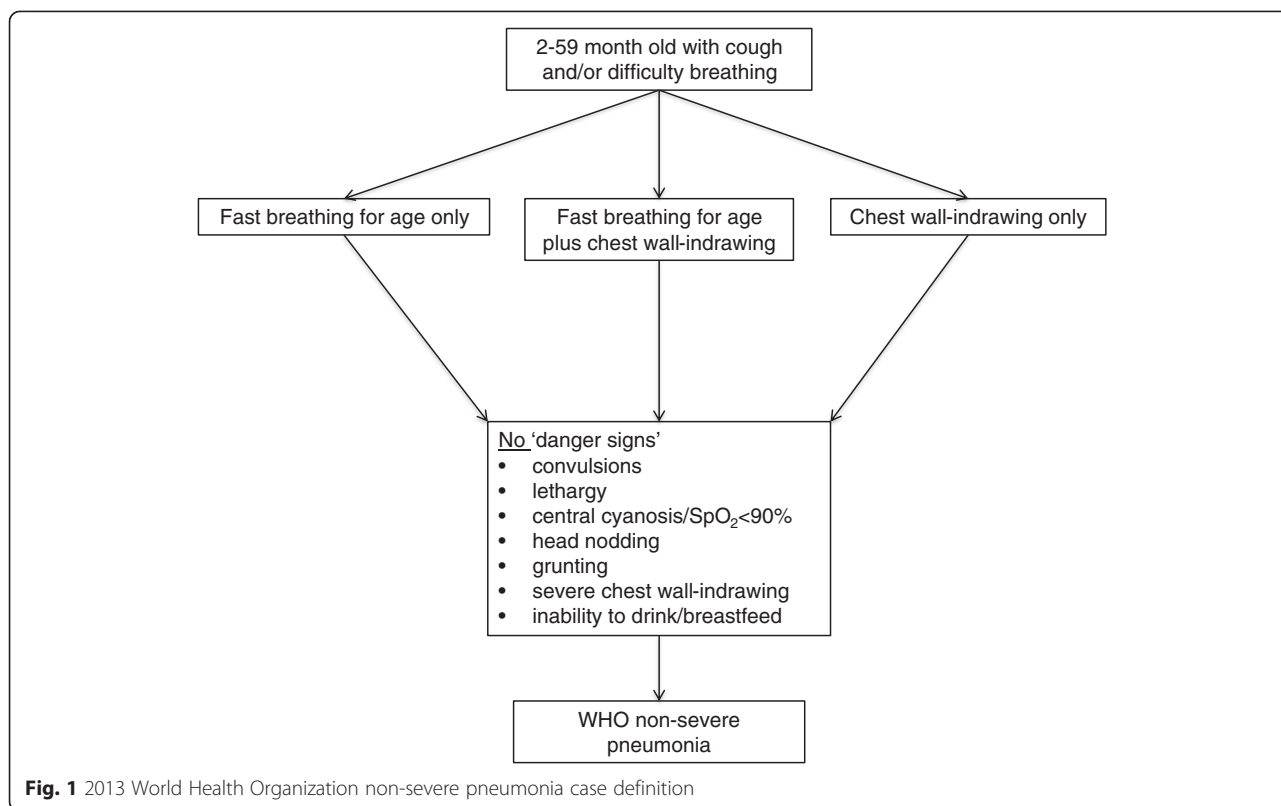 2-59 month old with cough
and/or difficulty breathing
Fast breathing for age only
Fast breathing for age
plus chest wall-indrawing
Chest wall-indrawing only
No 'danger signs'
• convulsions
• lethargy
• central cyanosis/SpO₂<90%
• head nodding
• grunting
• severe chest wall-indrawing
• inability to drink/breastfeed
WHO non-severe
pneumonia
Fig. 1 2013 World Health Organization non-severe pneumonia case definition